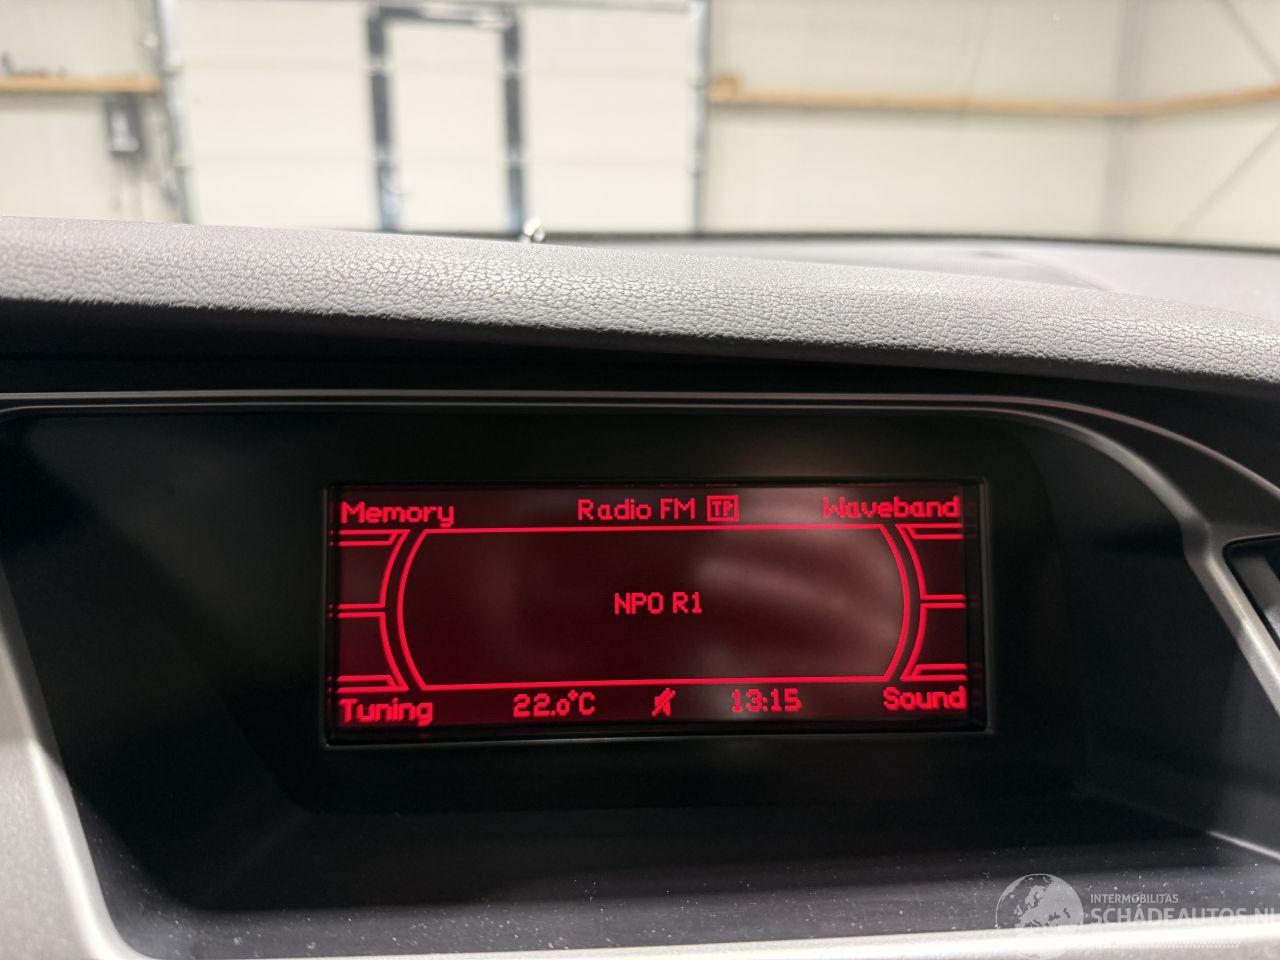 Memory Radio FM TP Waveband
NPO R1
Tuning 22.0°C 13:15 Sound
INTERMOBILITAS
SCHADEAUTOS.NL